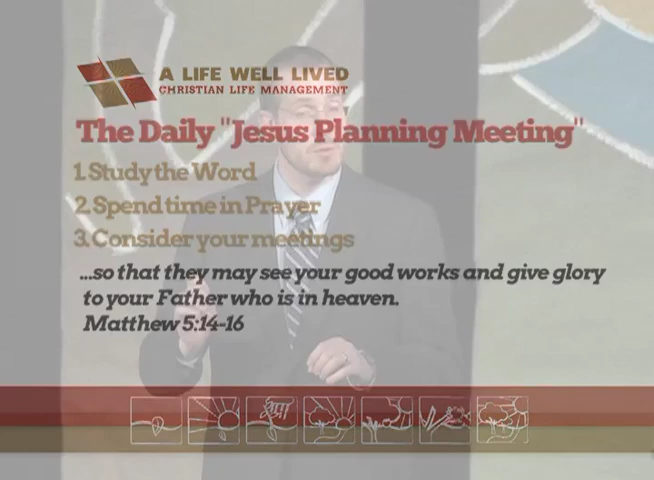 A LIFE WELL LIVED
CHRISTIAN LIFE MANAGEMENT
The Daily "Jesus Planning Meeting"
1. Study the Word
2. Spend time in Prayer
3. Consider your meetings
...so that they may see your good works and give glory
to your Father who is in heaven.
Matthew 5:14-16